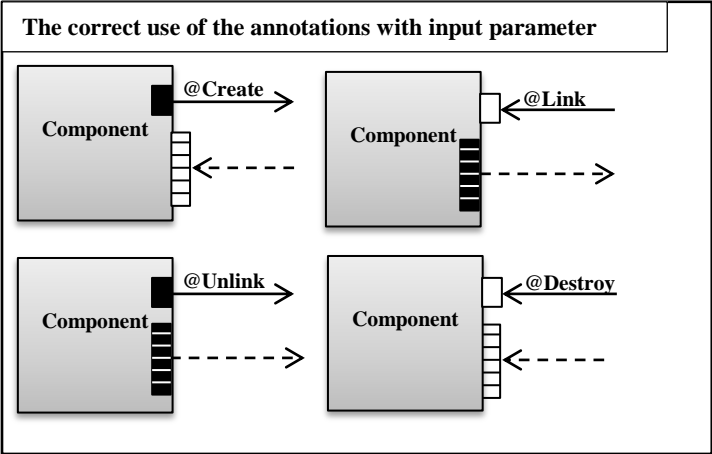 The correct use of the annotations with input parameter
@Create
Component
@Link
Component
@Unlink
Component
@Destroy
Component